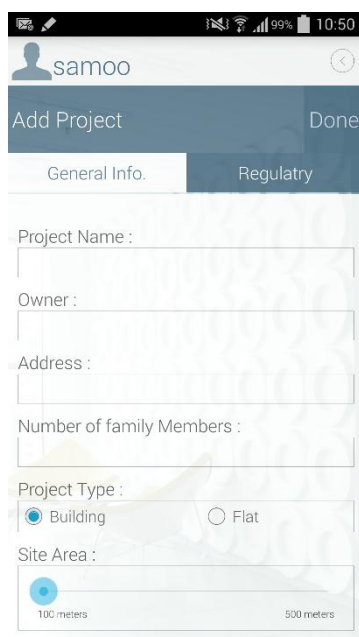 99% 10:50
samoo
Add Project Done
General Info. Regulatry
Project Name :
Owner :
Address :
Number of family Members :
Project Type :
Building Flat
Site Area :
100 meters 500 meters